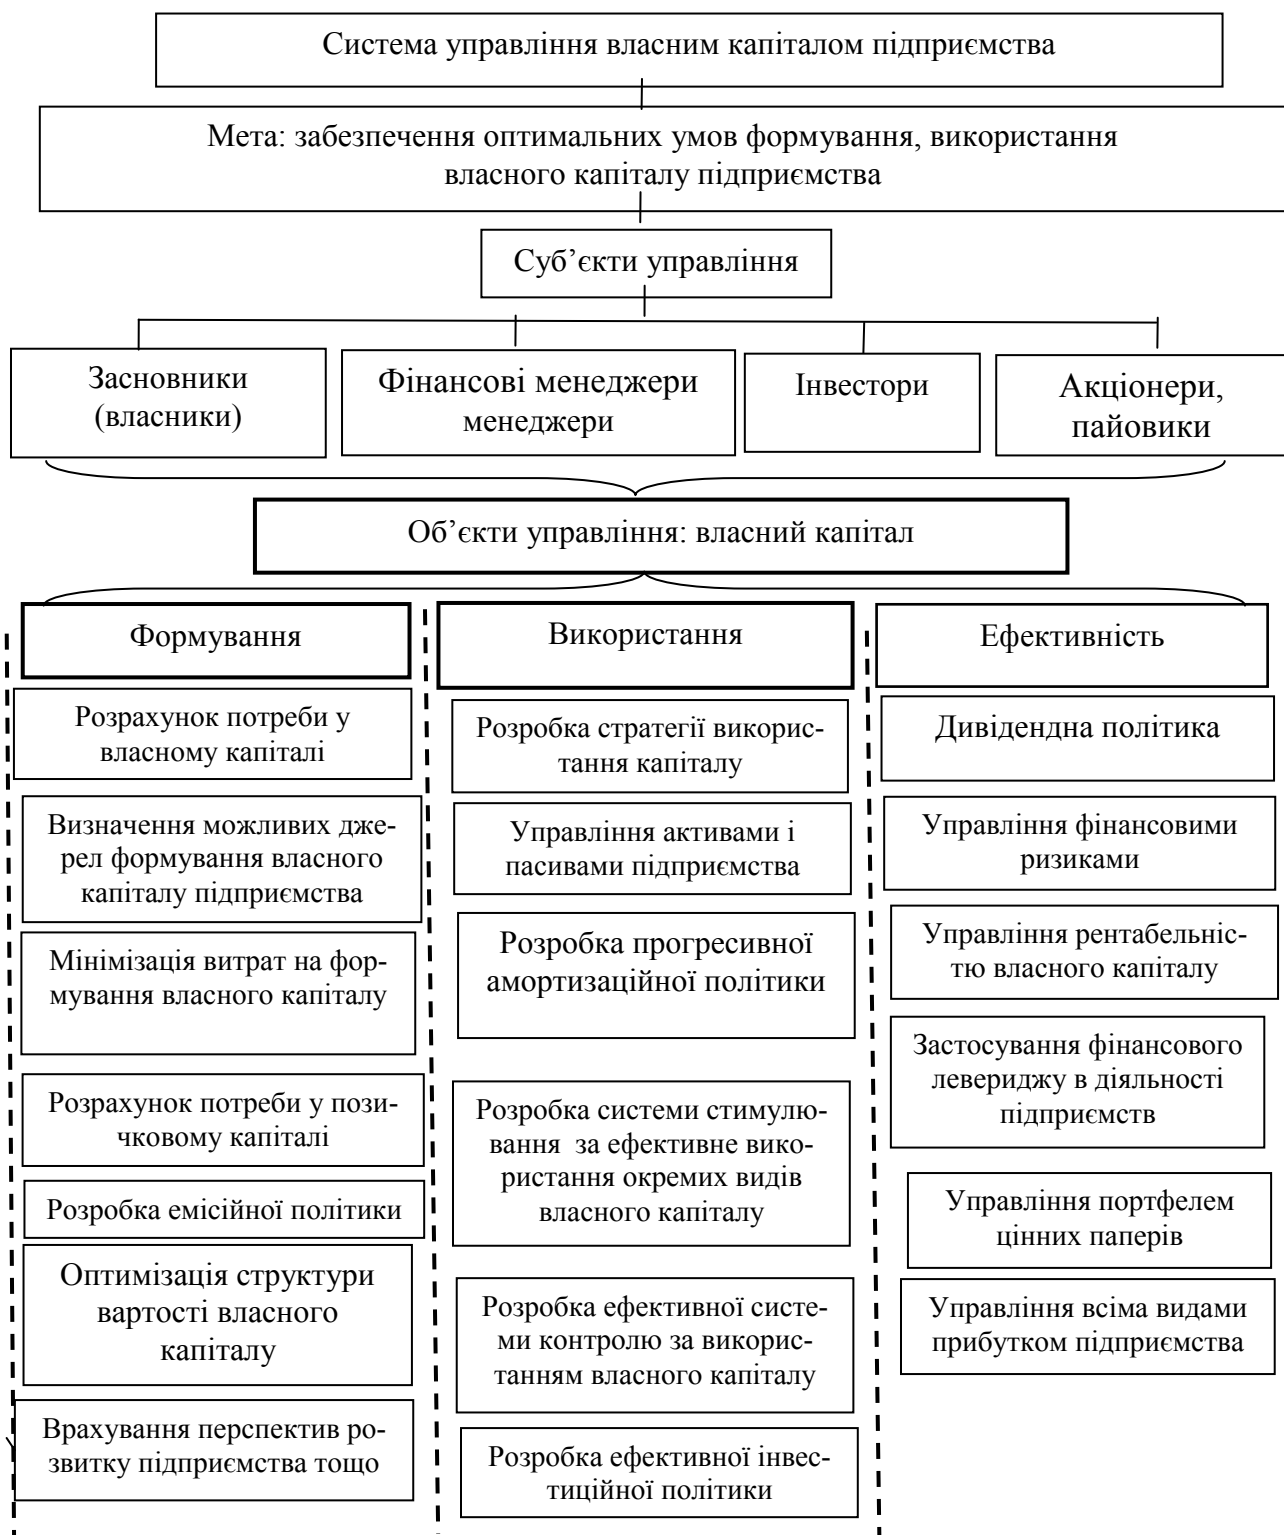 Система управління власним капіталом підприємства
Мета: забезпечення оптимальних умов формування, використання
власного капіталу підприємства
Суб’єкти управління
Засновники
(власники)
Фінансові менеджери
менеджери
Інвестори
Акціонери,
пайовики
Об’єкти управління: власний капітал
Формування
Розрахунок потреби у
власному капіталі
Визначення можливих дже-
рел формування власного
капіталу підприємства
Мінімізація витрат на фор-
мування власного капіталу
Розрахунок потреби у пози-
чковому капіталі
Розробка емісійної політики
Оптимізація структури
вартості власного
капіталу
Врахування перспектив ро-
звитку підприємства тощо
Використання
Розробка стратегії викорис-
тання капіталу
Управління активами і
пасивами підприємства
Розробка прогресивної
амортизаційної політики
Розробка системи стимулю-
вання за ефективне вико-
ристання окремих видів
власного капіталу
Розробка ефективної систе-
ми контролю за викорис-
танням власного капіталу
Розробка ефективної інвес-
тиційної політики
Ефективність
Дивідендна політика
Управління фінансовими
ризиками
Управління рентабельніс-
тю власного капіталу
Застосування фінансового
левериджу в діяльності
підприємств
Управління портфелем
цінних паперів
Управління всіма видами
прибутком підприємства